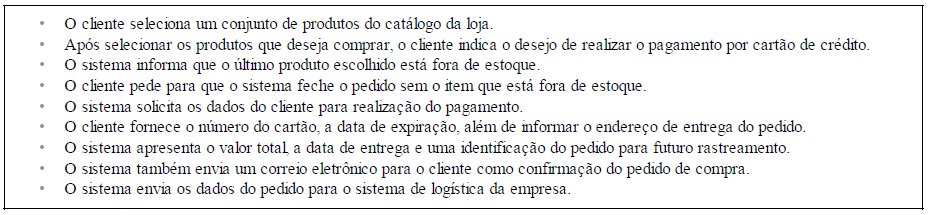 • O cliente seleciona um conjunto de produtos do catálogo da loja.
• Após selecionar os produtos que deseja comprar, o cliente indica o desejo de realizar o pagamento por cartão de crédito.
• O sistema informa que o último produto escolhido está fora de estoque.
• O cliente pede para que o sistema feche o pedido sem o item que está fora de estoque.
• O sistema solicita os dados do cliente para realização do pagamento.
• O cliente fornece o número do cartão, a data de expiração, além de informar o endereço de entrega do pedido.
• O sistema apresenta o valor total, a data de entrega e uma identificação do pedido para futuro rastreamento.
• O sistema também envia um correio eletrônico para o cliente como confirmação do pedido de compra.
• O sistema envia os dados do pedido para o sistema de logística da empresa.